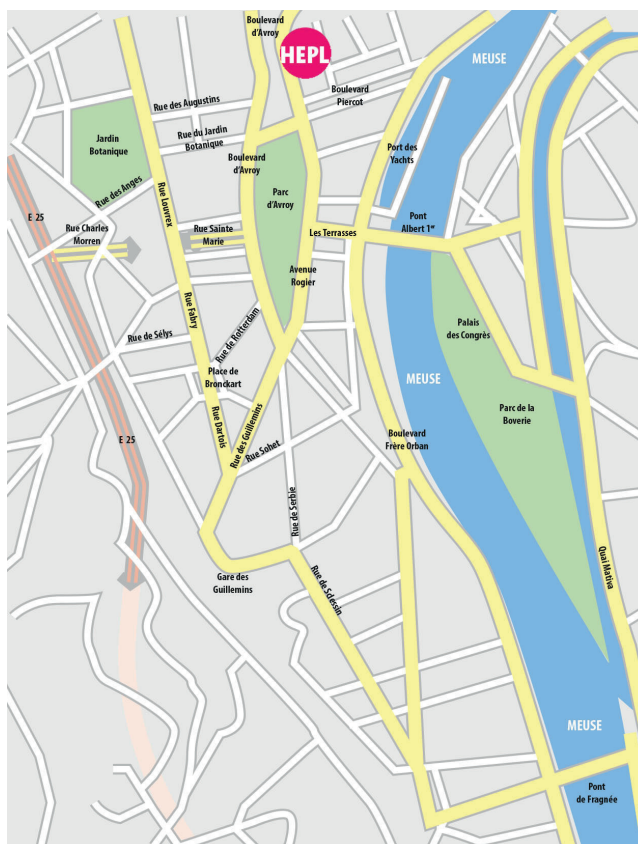 Boulevard
d'Avroy
HEPL
MEUSE
Boulevard
Piercot
Rue des Augustins
Rue du Jardin
Botanique
Jardin
Botanique
Port des
Yachts
Boulevard
d'Avroy
Rue des Anges
Rue Louvrex
Parc
d'Avroy
E 25
Rue Charles
Morren
Rue Sainte
Marie
Les Terrasses
Pont
Albert 1er
Avenue
Rogier
Rue Fabry
Rue de Sélys
Rue de Rotterdam
Palais
des Congrès
MEUSE
Place de
Bronckart
Parc de la
Boverie
Rue Dartois
Rue des Guillemins
Boulevard
Frère Orban
E 25
Rue Sohet
Rue de Serbie
Quai Mativa
Gare des
Guillemins
Rue de Sclessin
MEUSE
Pont
de Fragnée